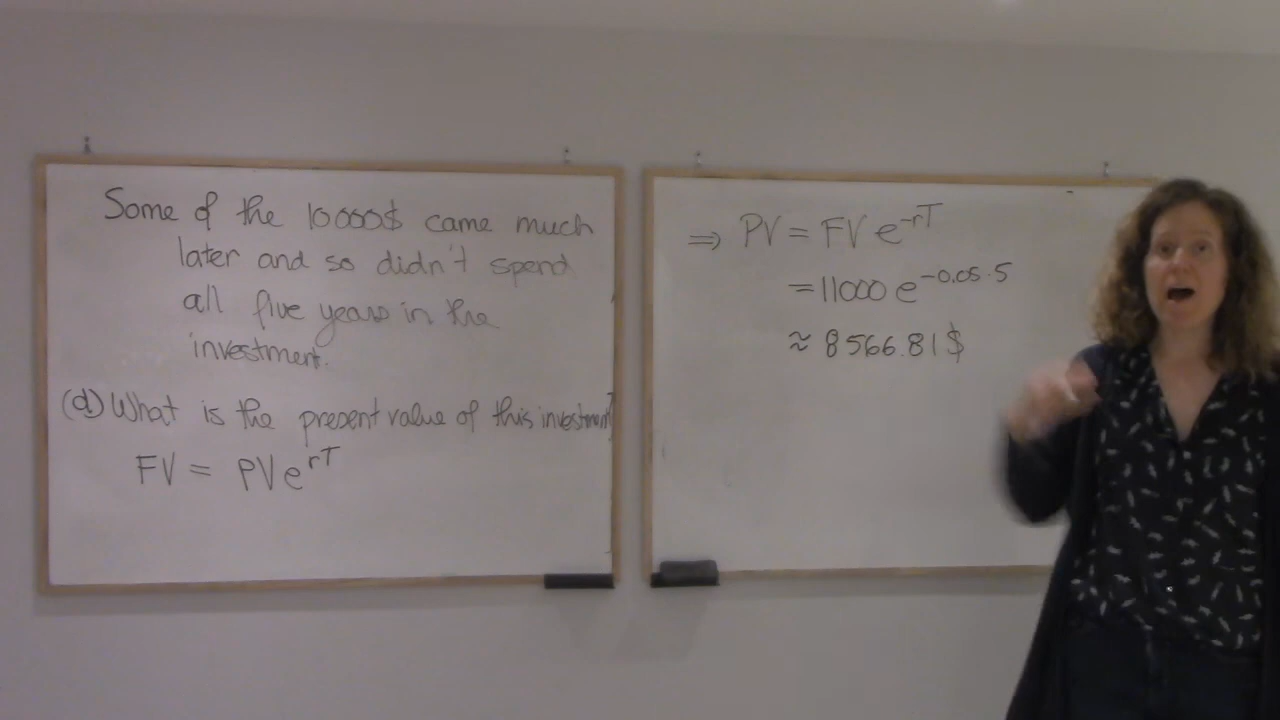 Some of the 10000$ came much
later and so didn't spend
all five years in the
investment.
(d) What is the present value of this investment?
FV = PVe^{rT}
⇒ PV = FV e^{-rT}
= 11000 e^{-0.05·5}
≈ 8566.81$